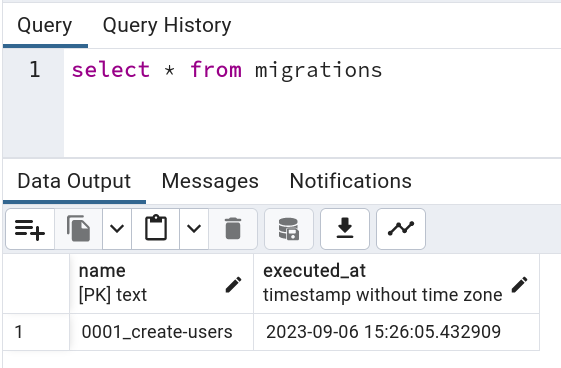 Query Query History
1 select * from migrations
Data Output Messages Notifications
name executed_at
[PK] text timestamp without time zone
1 0001_create-users 2023-09-06 15:26:05.432909